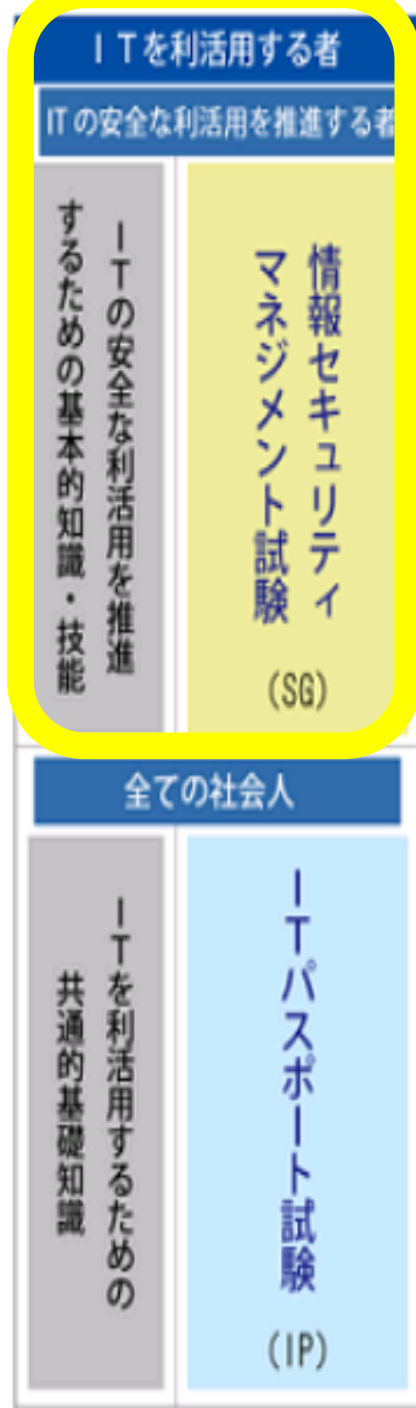 ＩＴを利活用する者
ITの安全な利活用を推進する者
情報セキュリティ
マネジメント試験
（SG）
ＩＴの安全な利活用を推進
するための基本的知識・技能
全ての社会人
ＩＴパスポート試験
（IP）
ＩＴを利活用するための
共通的基礎知識